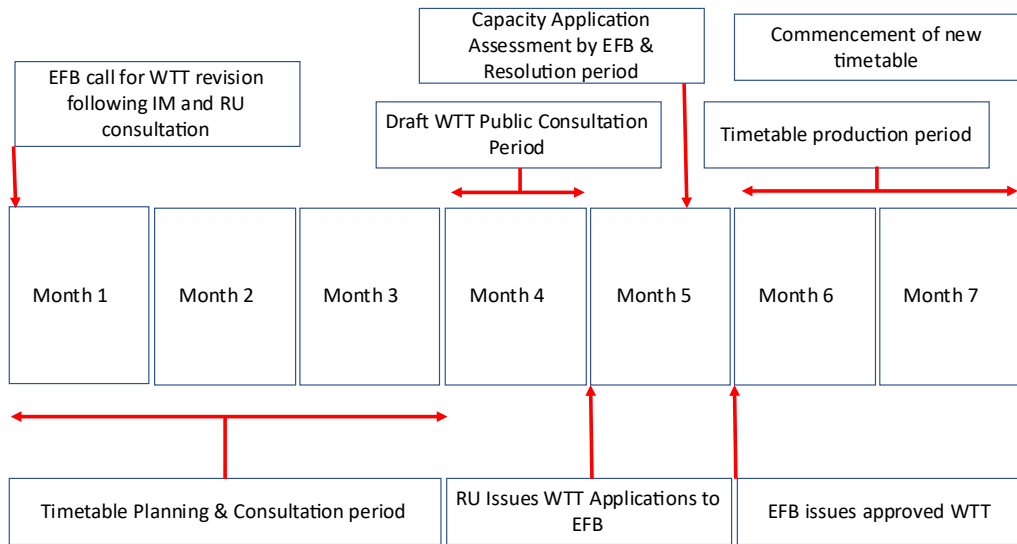 Capacity Application
Assessment by EFB &
Resolution period
Commencement of new
timetable
EFB call for WTT revision
following IM and RU
consultation
Draft WTT Public Consultation
Period
Timetable production period
Month 1
Month 2
Month 3
Month 4
Month 5
Month 6
Month 7
Timetable Planning & Consultation period
RU Issues WTT Applications to
EFB
EFB issues approved WTT